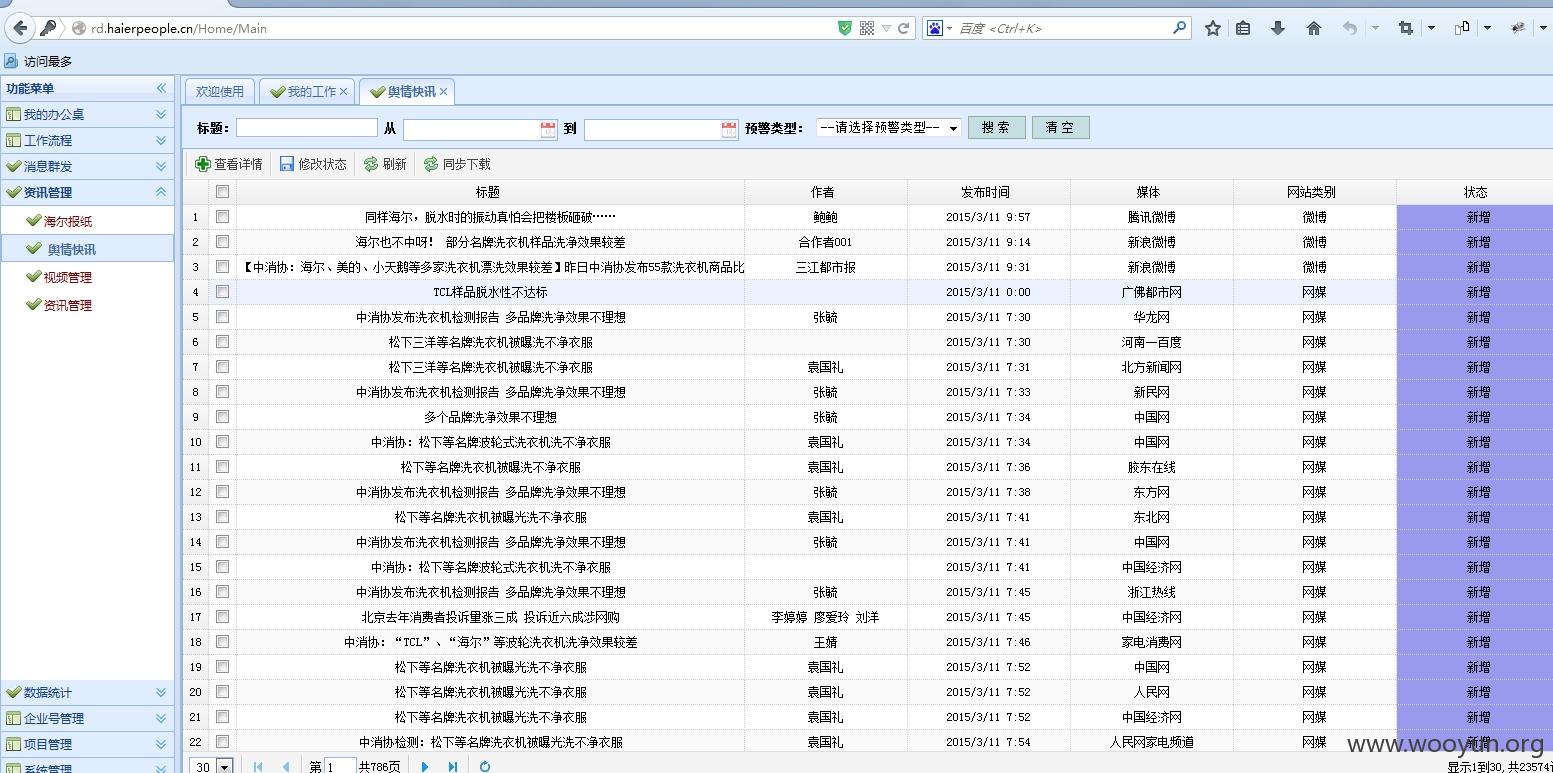 rd.haierpeople.cn/Home/Main
百度 <Ctrl+K>
访问最多
功能菜单
我的办公桌
工作流程
消息群发
资讯管理
海尔报纸
舆情快讯
视频管理
资讯管理
数据统计
企业号管理
项目管理
系统管理
欢迎使用 我的工作 舆情快讯
标题: 从 到 预警类型: --请选择预警类型-- 搜 索 清 空
查看详情 修改状态 刷新 同步下载
标题 作者 发布时间 媒体 网站类别 状态
1 同样海尔，脱水时的振动真怕会把楼板砸破…… 鲍鲍 2015/3/11 9:57 腾讯微博 微博 新增
2 海尔也不中呀！ 部分名牌洗衣机样品洗净效果较差 合作者001 2015/3/11 9:14 新浪微博 微博 新增
3 【中消协：海尔、美的、小天鹅等多家洗衣机漂洗效果较差】昨日中消协发布55款洗衣机商品比 三江都市报 2015/3/11 9:31 新浪微博 微博 新增
4 TCL样品脱水性不达标 2015/3/11 0:00 广佛都市网 网媒 新增
5 中消协发布洗衣机检测报告 多品牌洗净效果不理想 张毓 2015/3/11 7:30 华龙网 网媒 新增
6 松下三洋等名牌洗衣机被曝洗不净衣服 2015/3/11 7:30 河南一百度 网媒 新增
7 松下三洋等名牌洗衣机被曝洗不净衣服 袁国礼 2015/3/11 7:31 北方新闻网 网媒 新增
8 中消协发布洗衣机检测报告 多品牌洗净效果不理想 张毓 2015/3/11 7:33 新民网 网媒 新增
9 多个品牌洗净效果不理想 张毓 2015/3/11 7:34 中国网 网媒 新增
10 中消协：松下等名牌波轮式洗衣机洗不净衣服 袁国礼 2015/3/11 7:34 中国网 网媒 新增
11 松下等名牌洗衣机被曝洗不净衣服 袁国礼 2015/3/11 7:36 胶东在线 网媒 新增
12 中消协发布洗衣机检测报告 多品牌洗净效果不理想 张毓 2015/3/11 7:38 东方网 网媒 新增
13 松下等名牌洗衣机被曝光洗不净衣服 袁国礼 2015/3/11 7:41 东北网 网媒 新增
14 中消协发布洗衣机检测报告 多品牌洗净效果不理想 张毓 2015/3/11 7:41 中国网 网媒 新增
15 中消协：松下等名牌波轮式洗衣机洗不净衣服 2015/3/11 7:41 中国经济网 网媒 新增
16 中消协发布洗衣机检测报告 多品牌洗净效果不理想 张毓 2015/3/11 7:45 浙江热线 网媒 新增
17 北京去年消费者投诉量涨三成 投诉近六成涉网购 李婷婷 廖爱玲 刘洋 2015/3/11 7:45 中国经济网 网媒 新增
18 中消协：“TCL”、“海尔”等波轮洗衣机洗净效果较差 王婧 2015/3/11 7:46 家电消费网 网媒 新增
19 松下等名牌洗衣机被曝光洗不净衣服 袁国礼 2015/3/11 7:52 中国网 网媒 新增
20 松下等名牌洗衣机被曝光洗不净衣服 袁国礼 2015/3/11 7:52 人民网 网媒 新增
21 松下等名牌洗衣机被曝光洗不净衣服 袁国礼 2015/3/11 7:52 中国经济网 网媒 新增
22 中消协检测：松下等名牌洗衣机被曝光洗不净衣服 袁国礼 2015/3/11 7:54 人民网家电频道 网媒 新增
www.wooyun.org
30 第 1 共786页 显示1到30, 共23574